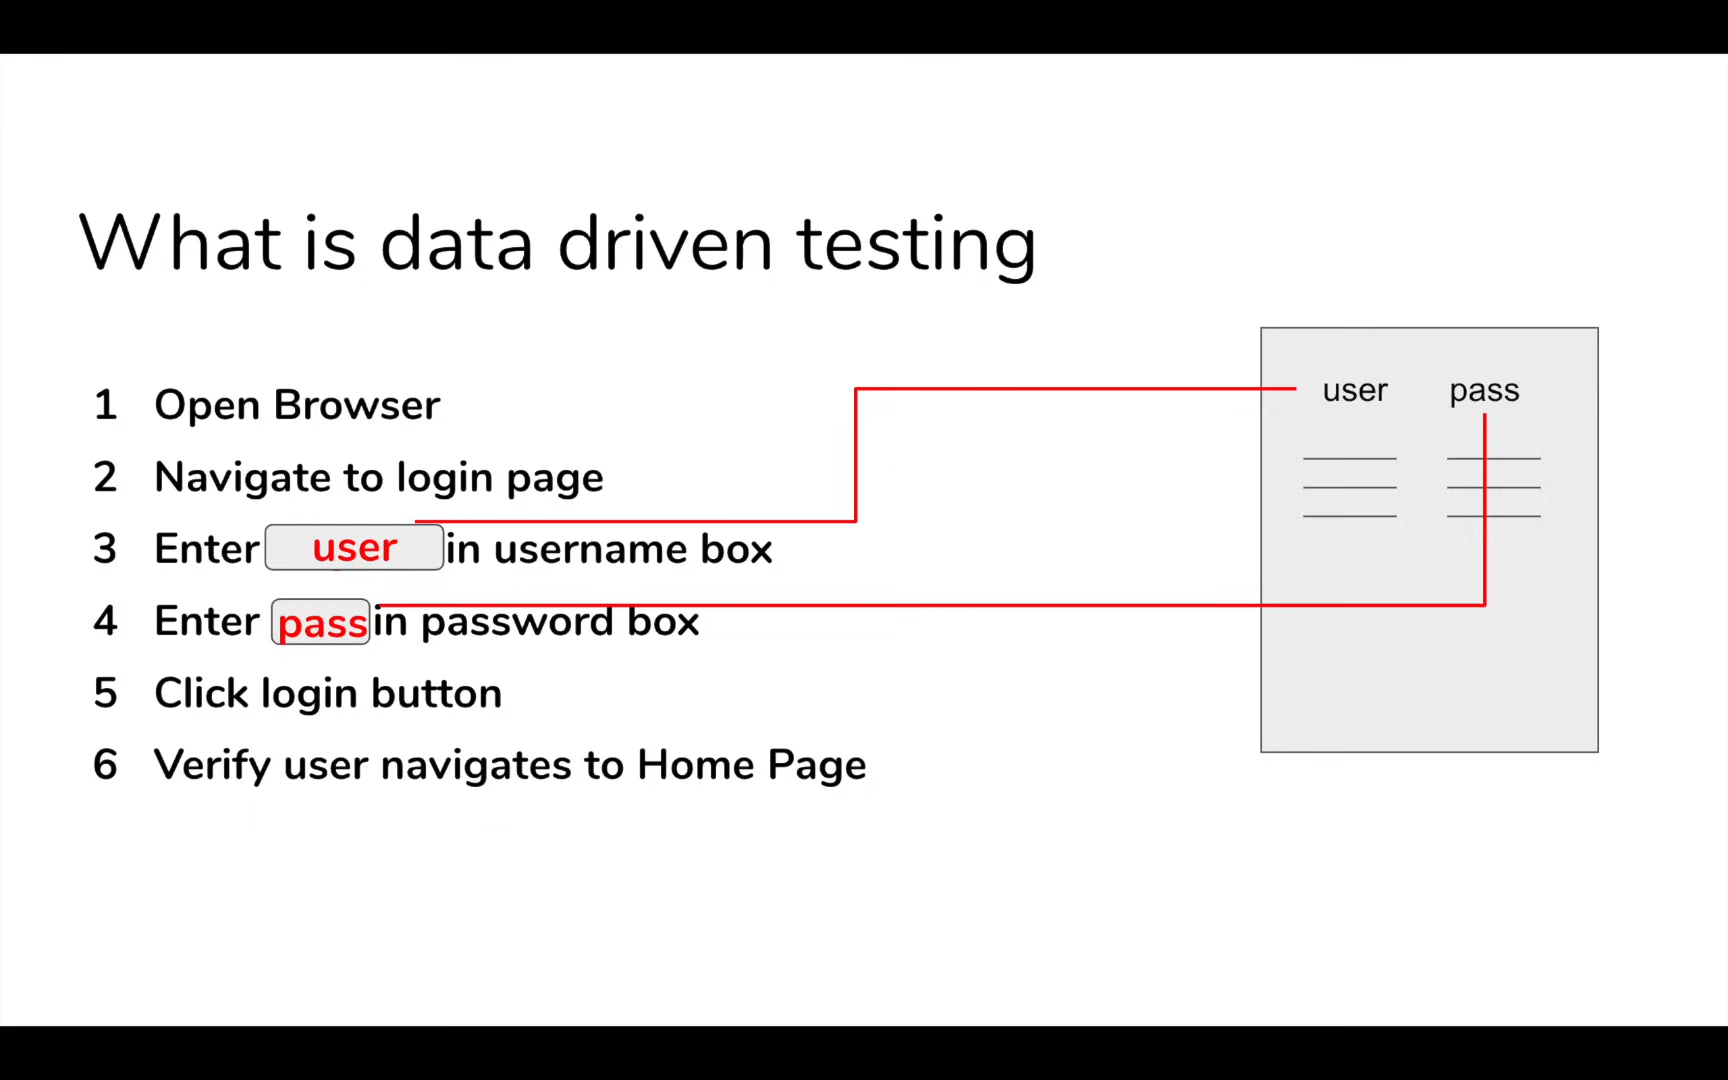 What is data driven testing
1 Open Browser
2 Navigate to login page
3 Enter user in username box
4 Enter pass in password box
5 Click login button
6 Verify user navigates to Home Page
user pass